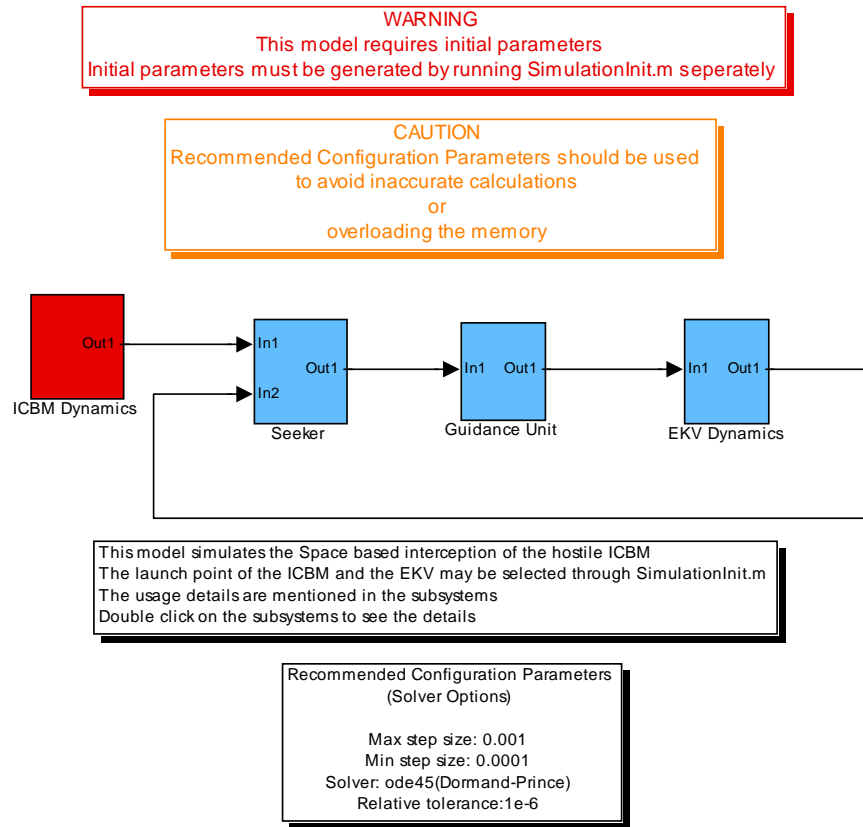 WARNING
This model requires initial parameters
Initial parameters must be generated by running SimulationInit.m seperately
CAUTION
Recommended Configuration Parameters should be used
to avoid inaccurate calculations
or
overloading the memory
Out1
ICBM Dynamics
In1
Out1
In2
Seeker
In1 Out1
Guidance Unit
In1 Out1
EKV Dynamics
This model simulates the Space based interception of the hostile ICBM
The launch point of the ICBM and the EKV may be selected through SimulationInit.m
The usage details are mentioned in the subsystems
Double click on the subsystems to see the details
Recommended Configuration Parameters
(Solver Options)
Max step size: 0.001
Min step size: 0.0001
Solver: ode45(Dormand-Prince)
Relative tolerance:1e-6